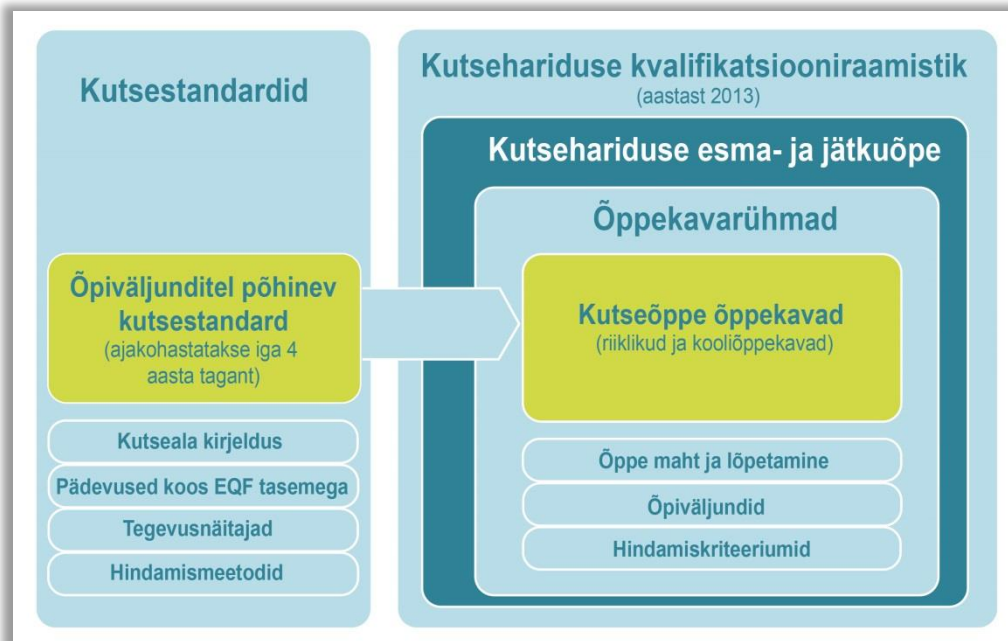 Kutsestandardid
Õpiväljunditel põhinev
kutsestandard
(ajakohastatakse iga 4
aasta tagant)
Kutseala kirjeldus
Pädevused koos EQF tasemega
Tegevusnäitajad
Hindamismeetodid
Kutsehariduse kvalifikatsiooniraamistik
(aastast 2013)
Kutsehariduse esma- ja jätkuõpe
Õppekavarühmad
Kutseõppe õppekavad
(riiklikud ja kooliõppekavad)
Õppe maht ja lõpetamine
Õpiväljundid
Hindamiskriteeriumid